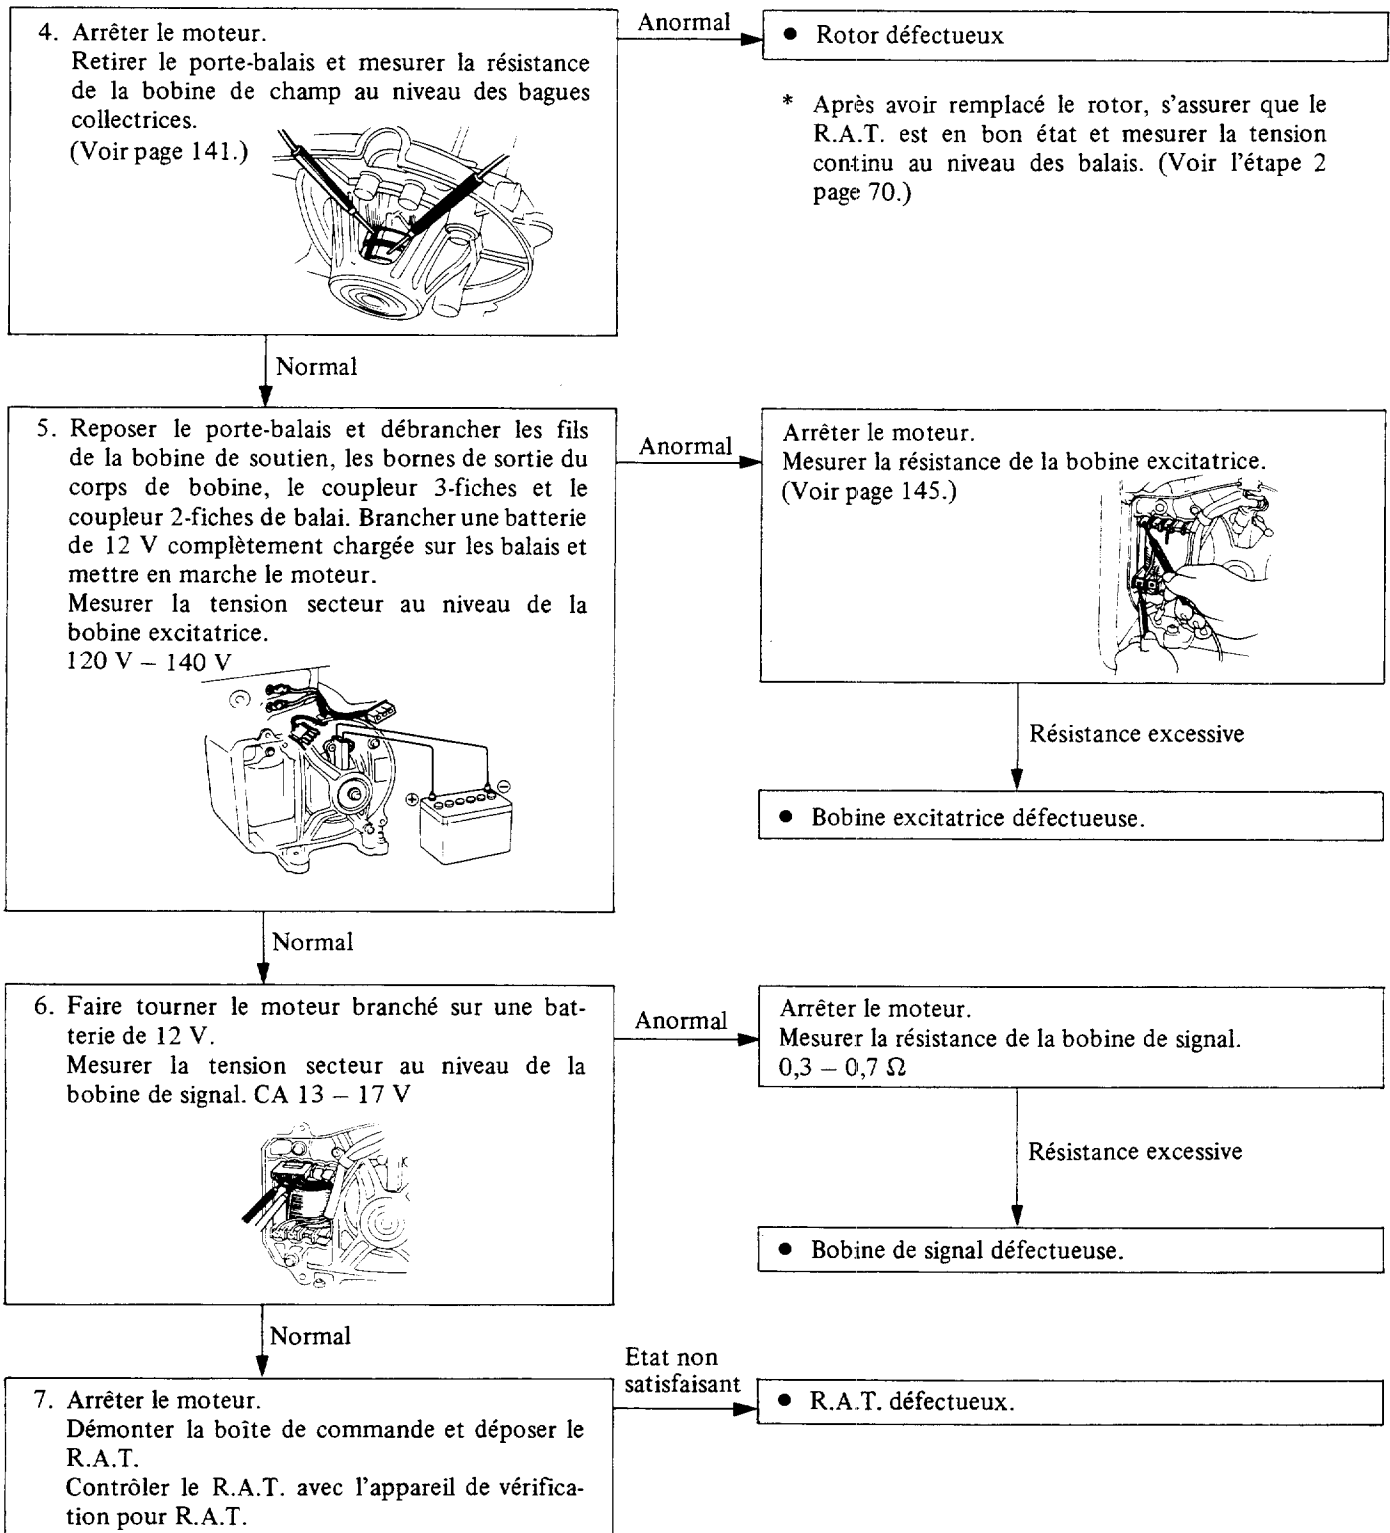 4. Arrêter le moteur.
Retirer le porte-balais et mesurer la résistance
de la bobine de champ au niveau des bagues
collectrices.
(Voir page 141.)
Anormal
● Rotor défectueux
* Après avoir remplacé le rotor, s'assurer que le
R.A.T. est en bon état et mesurer la tension
continu au niveau des balais. (Voir l'étape 2
page 70.)
Normal
5. Reposer le porte-balais et débrancher les fils
de la bobine de soutien, les bornes de sortie du
corps de bobine, le coupleur 3-fiches et le
coupleur 2-fiches de balai. Brancher une batterie
de 12 V complètement chargée sur les balais et
mettre en marche le moteur.
Mesurer la tension secteur au niveau de la
bobine excitatrice.
120 V – 140 V
⊕
⊖
Anormal
Arrêter le moteur.
Mesurer la résistance de la bobine excitatrice.
(Voir page 145.)
Résistance excessive
● Bobine excitatrice défectueuse.
Normal
6. Faire tourner le moteur branché sur une bat-
terie de 12 V.
Mesurer la tension secteur au niveau de la
bobine de signal. CA 13 – 17 V
Anormal
Arrêter le moteur.
Mesurer la résistance de la bobine de signal.
0,3 – 0,7 Ω
Résistance excessive
● Bobine de signal défectueuse.
Normal
7. Arrêter le moteur.
Démonter la boîte de commande et déposer le
R.A.T.
Contrôler le R.A.T. avec l'appareil de vérifica-
tion pour R.A.T.
Etat non
satisfaisant
● R.A.T. défectueux.